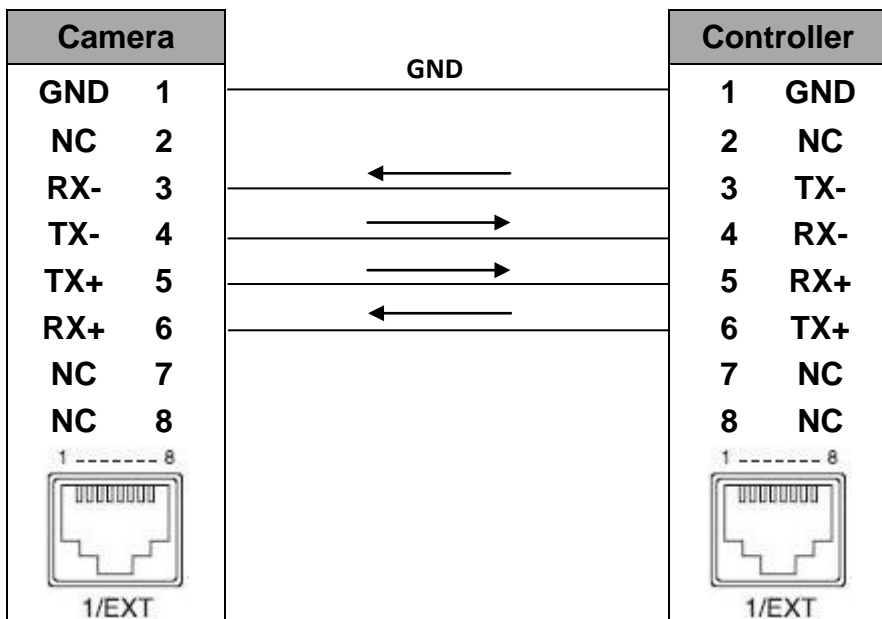 Camera Controller
GND
GND 1 1 GND
NC 2 2 NC
RX- 3 3 TX-
TX- 4 4 RX-
TX+ 5 5 RX+
RX+ 6 6 TX+
NC 7 7 NC
NC 8 8 NC
1 ------- 8 1 ------- 8
1/EXT 1/EXT